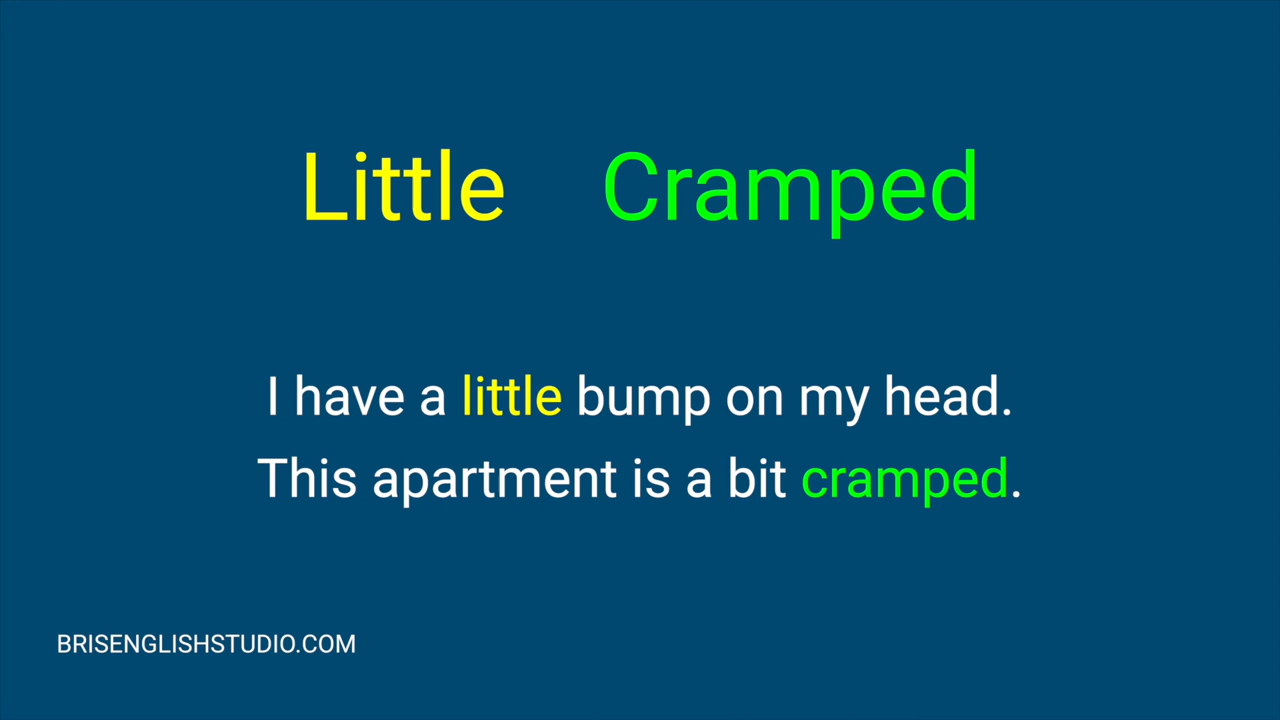 Little Cramped
I have a little bump on my head.
This apartment is a bit cramped.
BRISENGLISHSTUDIO.COM